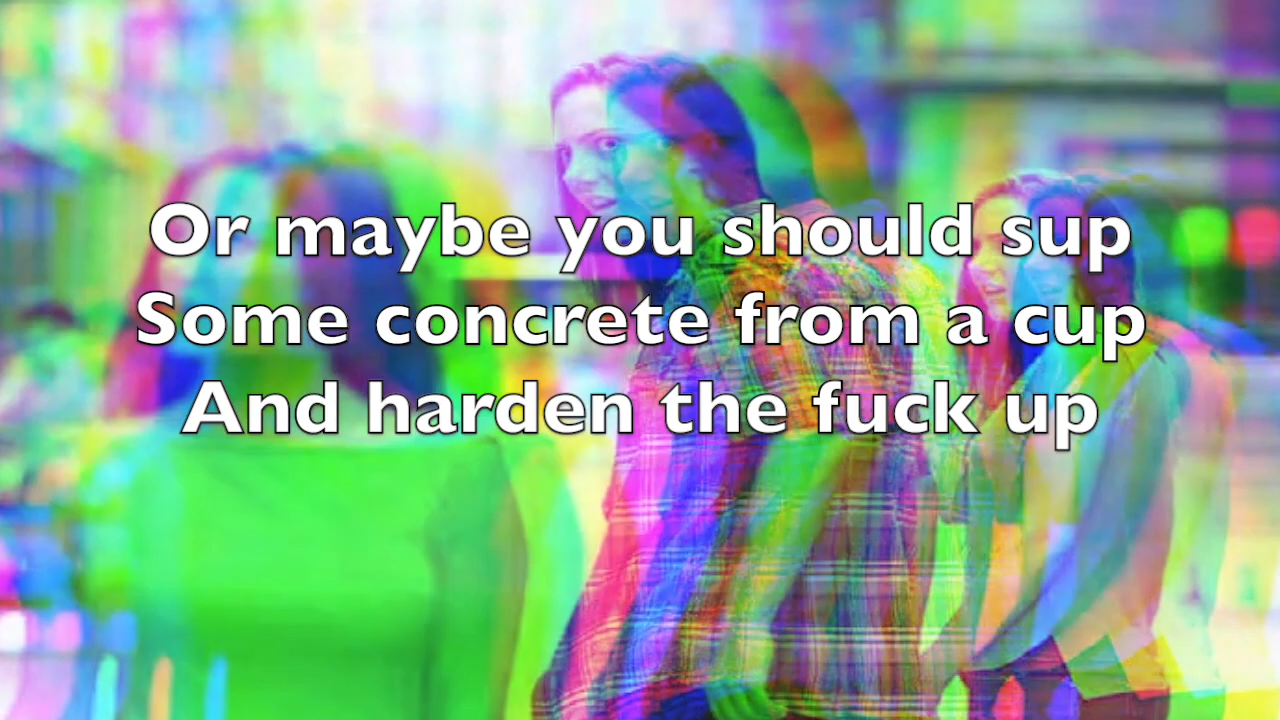 Or maybe you should sup
Some concrete from a cup
And harden the fuck up